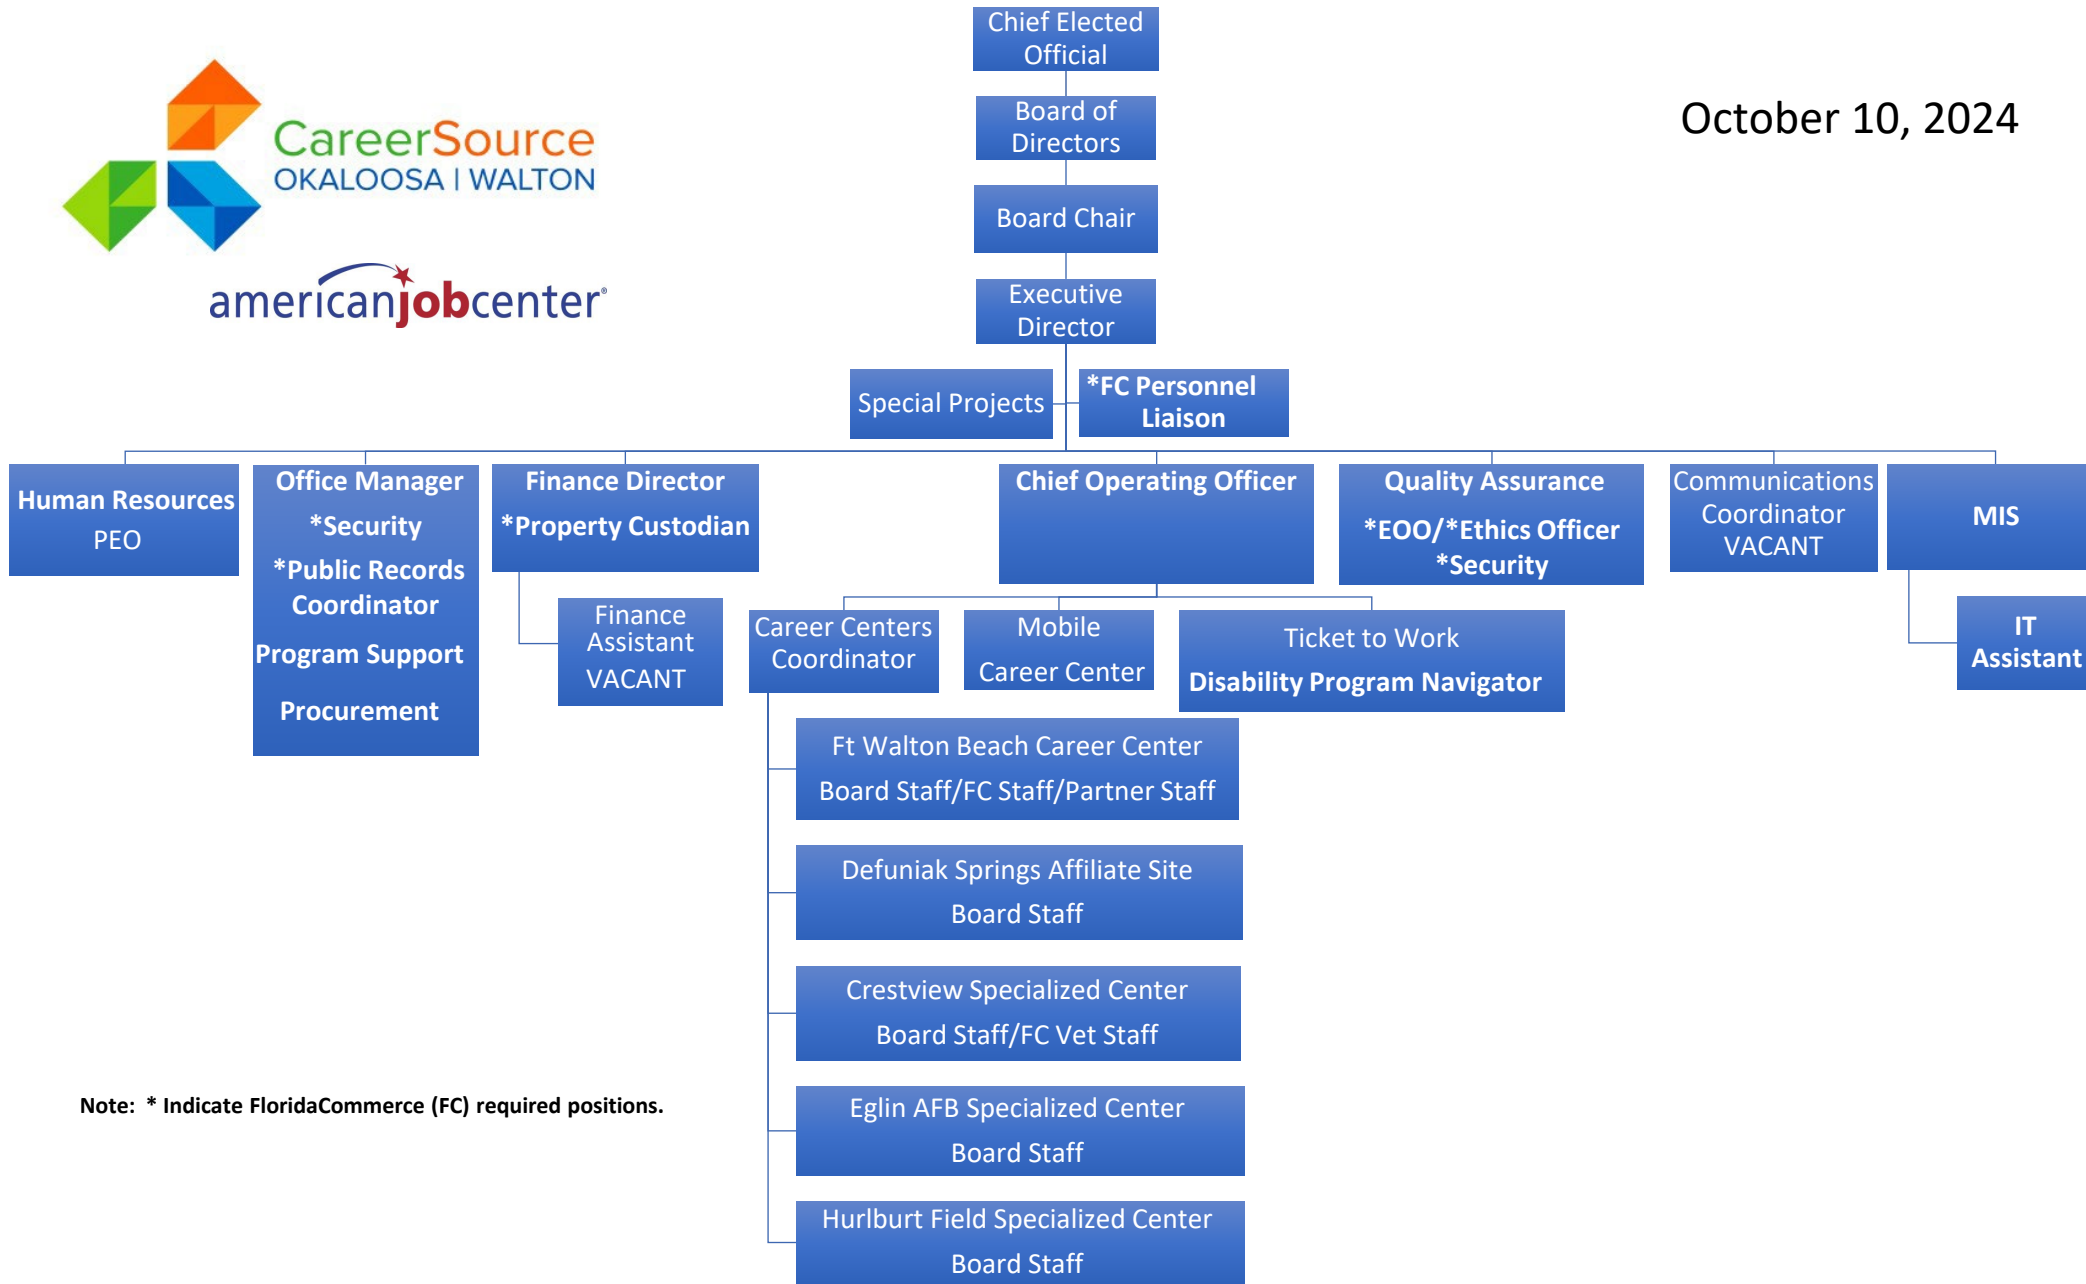 Chief Elected
Official
CareerSource
OKALOOSA | WALTON
americanjobcenter®
October 10, 2024
Board of
Directors
Board Chair
Executive
Director
Special Projects
*FC Personnel
Liaison
Human Resources
PEO
Office Manager
*Security
*Public Records
Coordinator
Program Support
Procurement
Finance Director
*Property Custodian
Finance
Assistant
VACANT
Chief Operating Officer
Quality Assurance
*EOO/*Ethics Officer
*Security
Communications
Coordinator
VACANT
MIS
IT
Assistant
Career Centers
Coordinator
Mobile
Career Center
Ticket to Work
Disability Program Navigator
Ft Walton Beach Career Center
Board Staff/FC Staff/Partner Staff
Defuniak Springs Affiliate Site
Board Staff
Crestview Specialized Center
Board Staff/FC Vet Staff
Eglin AFB Specialized Center
Board Staff
Hurlburt Field Specialized Center
Board Staff
Note: * Indicate FloridaCommerce (FC) required positions.